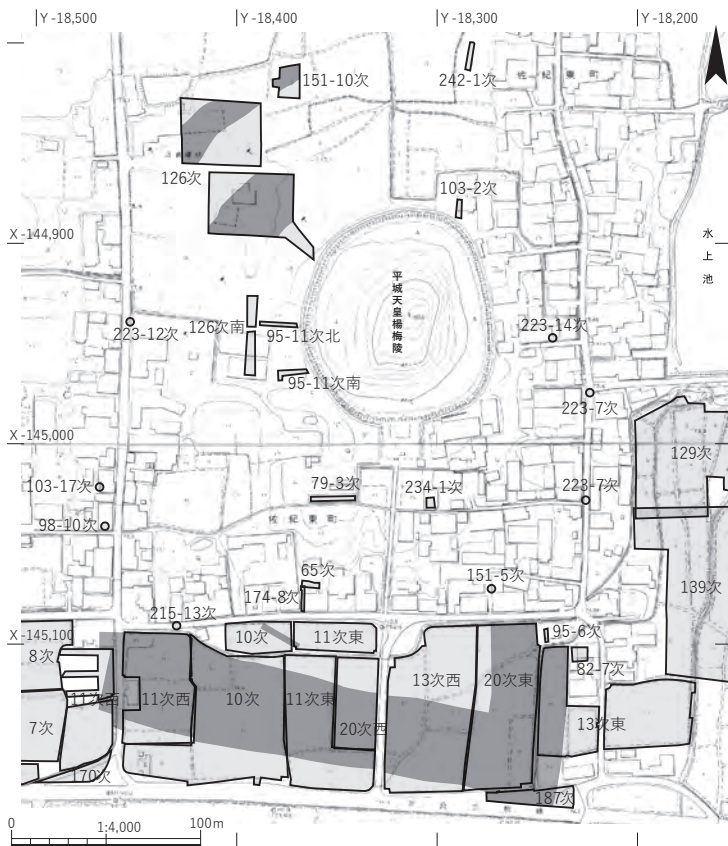 Y -18,500
Y -18,400
Y -18,300
Y -18,200
151-10次
242-1次
佐紀東町
126次
103-2次
X -144,900
水上池
平城天皇楊梅陵
223-12次
126次南
95-11次北
223-14次
95-11次南
223-7次
X -145,000
129次
103-17次
79-3次
234-1次
223-7次
98-10次
佐紀東町
65次
174-8次
151-5次
139次
215-13次
X -145,100
10次
11次東
95-6次
8次
82-7次
11次西
11次西
10次
11次東
13次西
20次東
7次
20次西
13次東
170次
187次
0
1:4,000
100m